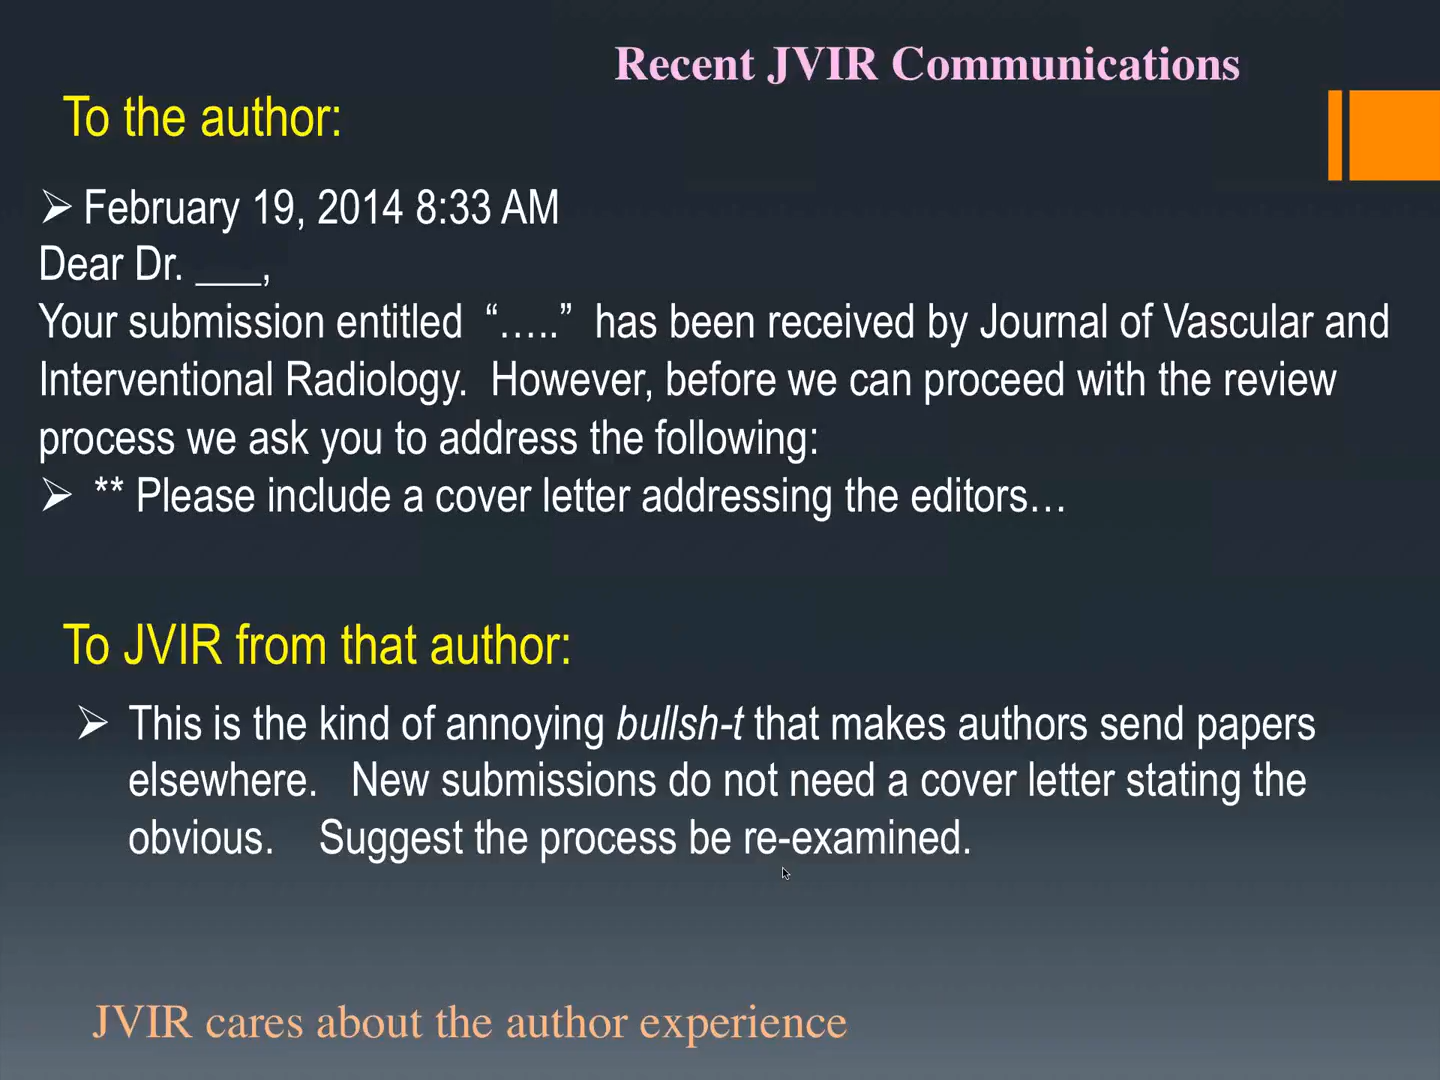 Recent JVIR Communications
To the author:
➢ February 19, 2014 8:33 AM
Dear Dr. ___,
Your submission entitled “…..” has been received by Journal of Vascular and
Interventional Radiology. However, before we can proceed with the review
process we ask you to address the following:
➢ ** Please include a cover letter addressing the editors…
To JVIR from that author:
➢ This is the kind of annoying bullsh-t that makes authors send papers
elsewhere. New submissions do not need a cover letter stating the
obvious. Suggest the process be re-examined.
JVIR cares about the author experience